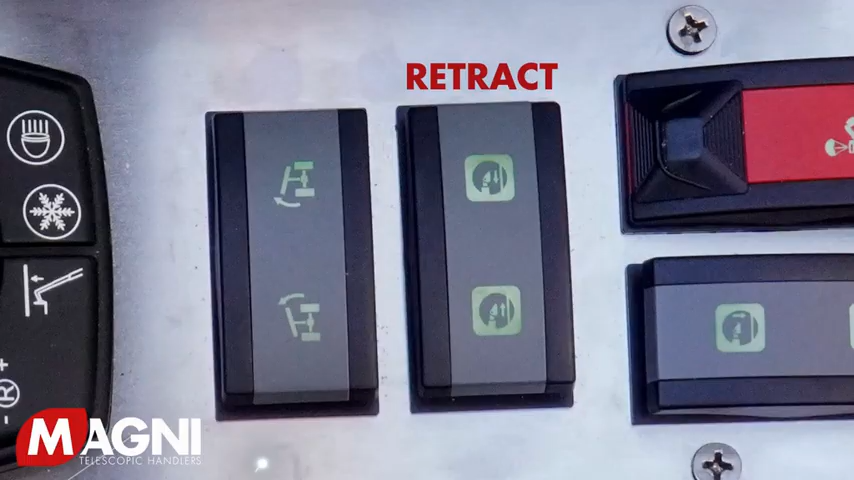 RETRACT
- R +
MAGNI
TELESCOPIC HANDLERS